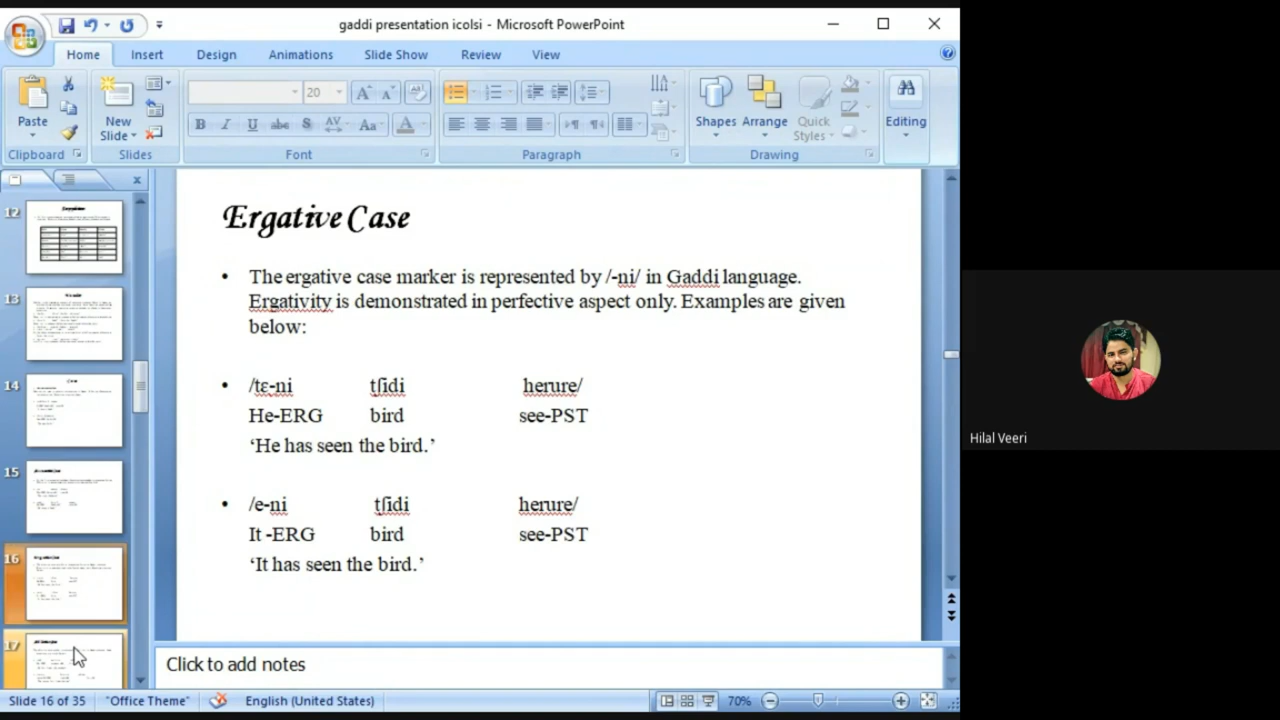 gaddi presentation icolsi - Microsoft PowerPoint
Home Insert Design Animations Slide Show Review View
Paste
New Slide
20
B I U abc S AV Aa A
Shapes Arrange Quick Styles
Editing
Clipboard Slides Font Paragraph Drawing
12
13
14
15
16
17
Ergative Case
• The ergative case marker is represented by /-ni/ in Gaddi language.
Ergativity is demonstrated in perfective aspect only. Examples are given
below:
• /tɛ-ni tʃidi herure/
He-ERG bird see-PST
‘He has seen the bird.’
• /e-ni tʃidi herure/
It -ERG bird see-PST
‘It has seen the bird.’
Click to add notes
Slide 16 of 35 "Office Theme" English (United States) 70%
Hilal Veeri